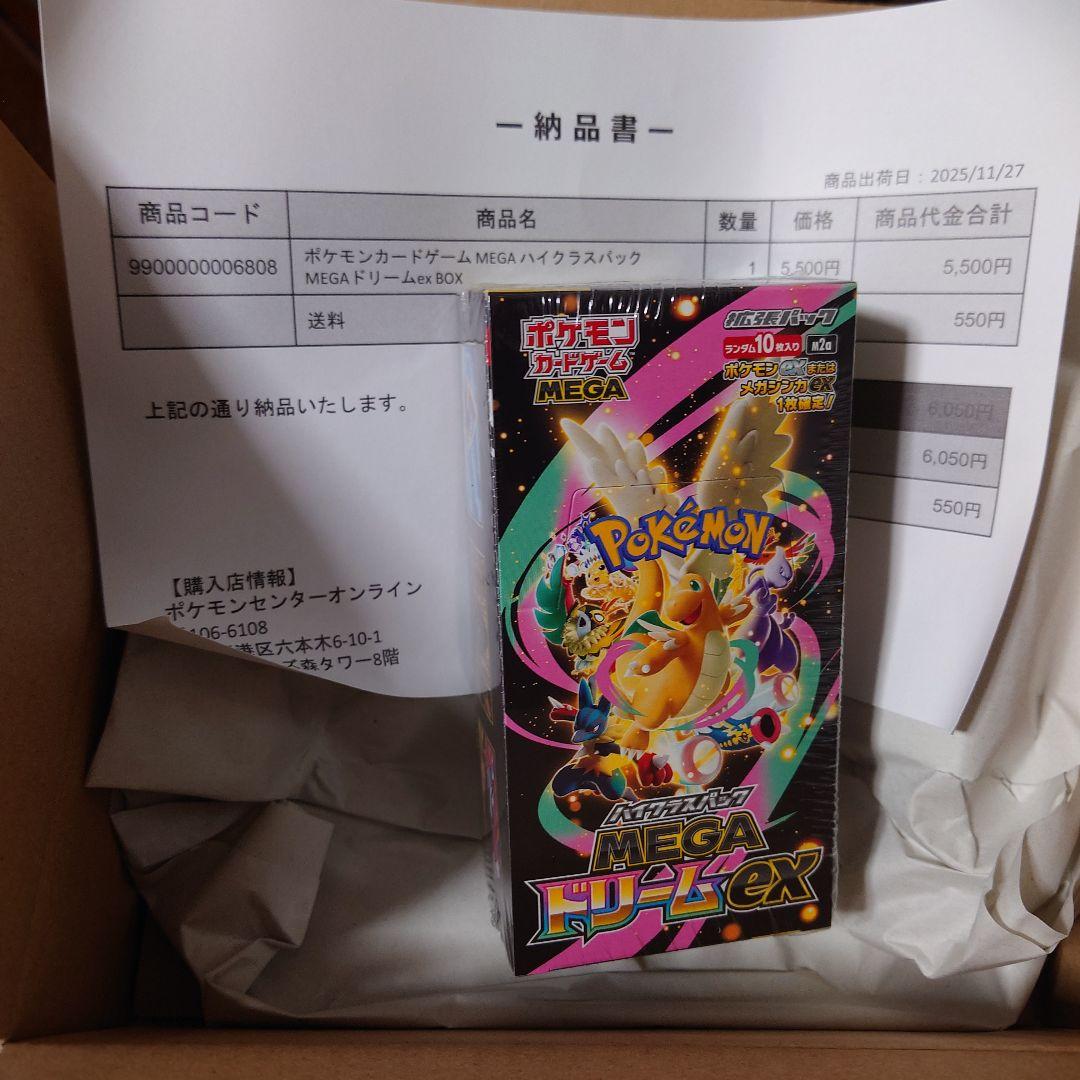 ー納品書ー
商品出荷日：2025/11/27
商品コード 商品名 数量 価格 商品代金合計
9900000006808 ポケモンカードゲーム MEGA ハイクラスパック 1 5,500円 5,500円
MEGAドリームex BOX
送料 550円
6,050円
6,050円
550円
上記の通り納品いたします。
【購入店情報】
ポケモンセンターオンライン
106-6108
港区六本木6-10-1
森タワー8階
ポケモン
カードゲーム
MEGA
拡張パック
ランダム10枚入り M2a
ポケモンexまたは
メガシンカex
1枚確定!
POKéMON
ハイクラスパック
MEGA
ドリームex